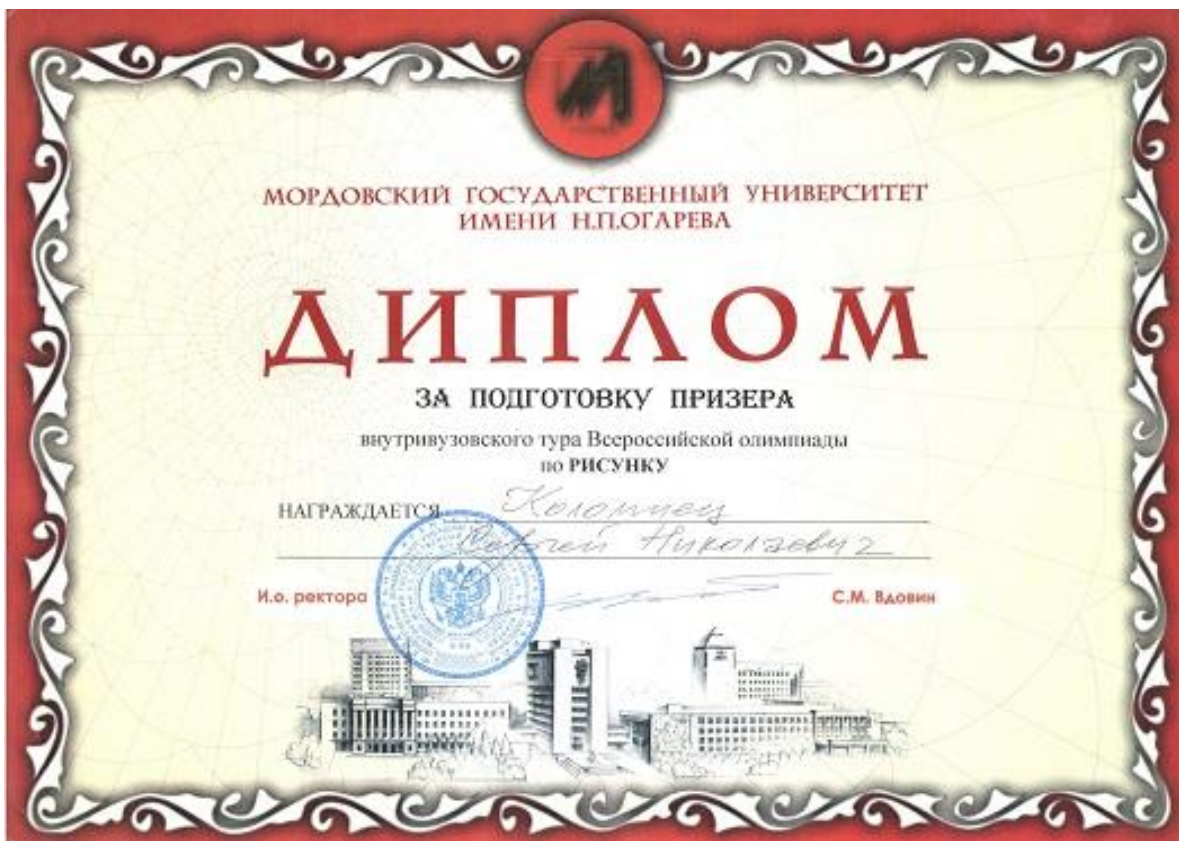 МОРДОВСКИЙ ГОСУДАРСТВЕННЫЙ УНИВЕРСИТЕТ
ИМЕНИ Н.П.ОГАРЕВА
ДИПЛОМ
ЗА ПОДГОТОВКУ ПРИЗЕРА
внутривузовского тура Всероссийской олимпиады
по РИСУНКУ
НАГРАЖДАЕТСЯ Коломиец
Сергей Николаевич
И.о. ректора С.М. Вдовин